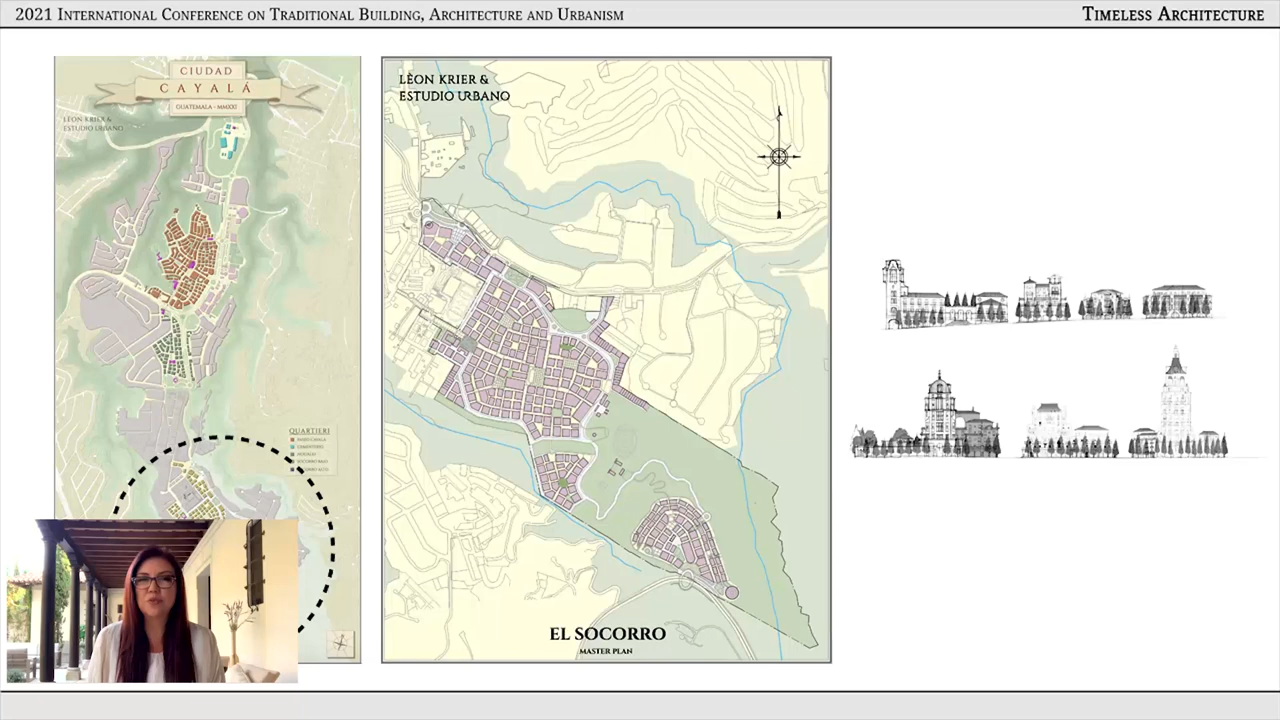 2021 International Conference on Traditional Building, Architecture and Urbanism
Timeless Architecture
CIUDAD
CAYALÁ
GUATEMALA - MMXXI
LÉON KRIER &
ESTUDIO URBANO
QUARTIERI
LÈON KRIER &
ESTUDIO URBANO
EL SOCORRO
MASTER PLAN